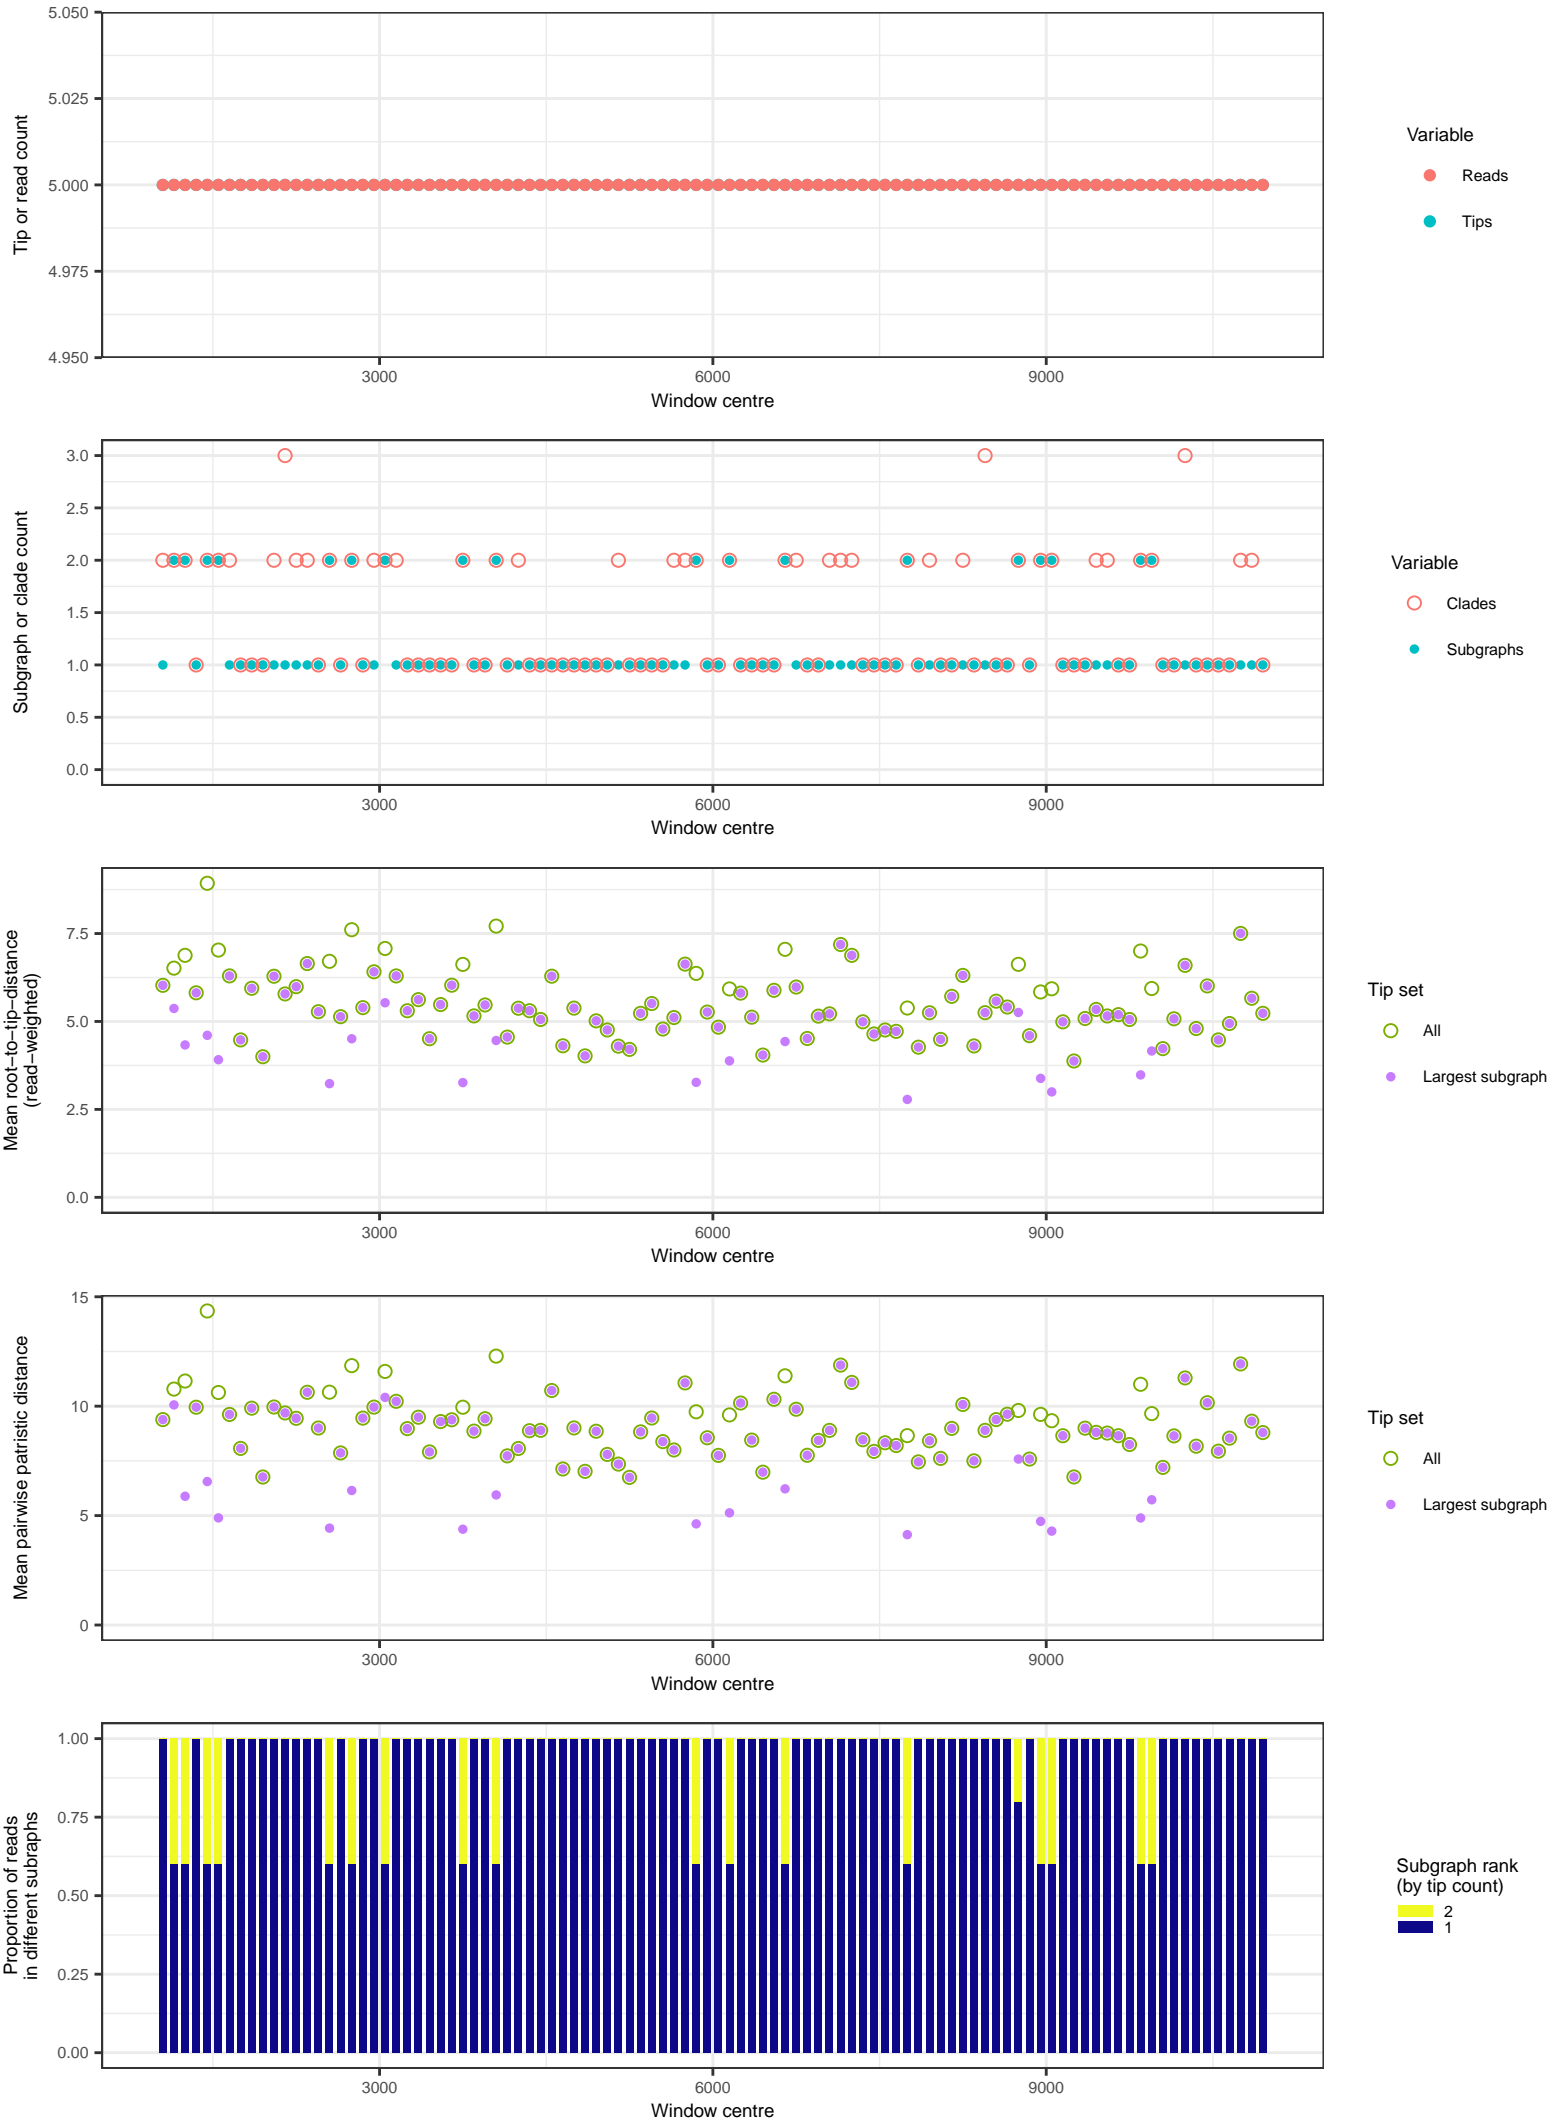 5.050
5.025
5.000
4.975
4.950
Tip or read count
3000 6000 9000
Window centre
Variable
Reads
Tips
3.0
2.5
2.0
1.5
1.0
0.5
0.0
Subgraph or clade count
3000 6000 9000
Window centre
Variable
Clades
Subgraphs
7.5
5.0
2.5
0.0
Mean root−to−tip−distance
(read−weighted)
3000 6000 9000
Window centre
Tip set
All
Largest subgraph
15
10
5
0
Mean pairwise patristic distance
3000 6000 9000
Window centre
Tip set
All
Largest subgraph
1.00
0.75
0.50
0.25
0.00
Proportion of reads
in different subraphs
3000 6000 9000
Window centre
Subgraph rank
(by tip count)
2
1